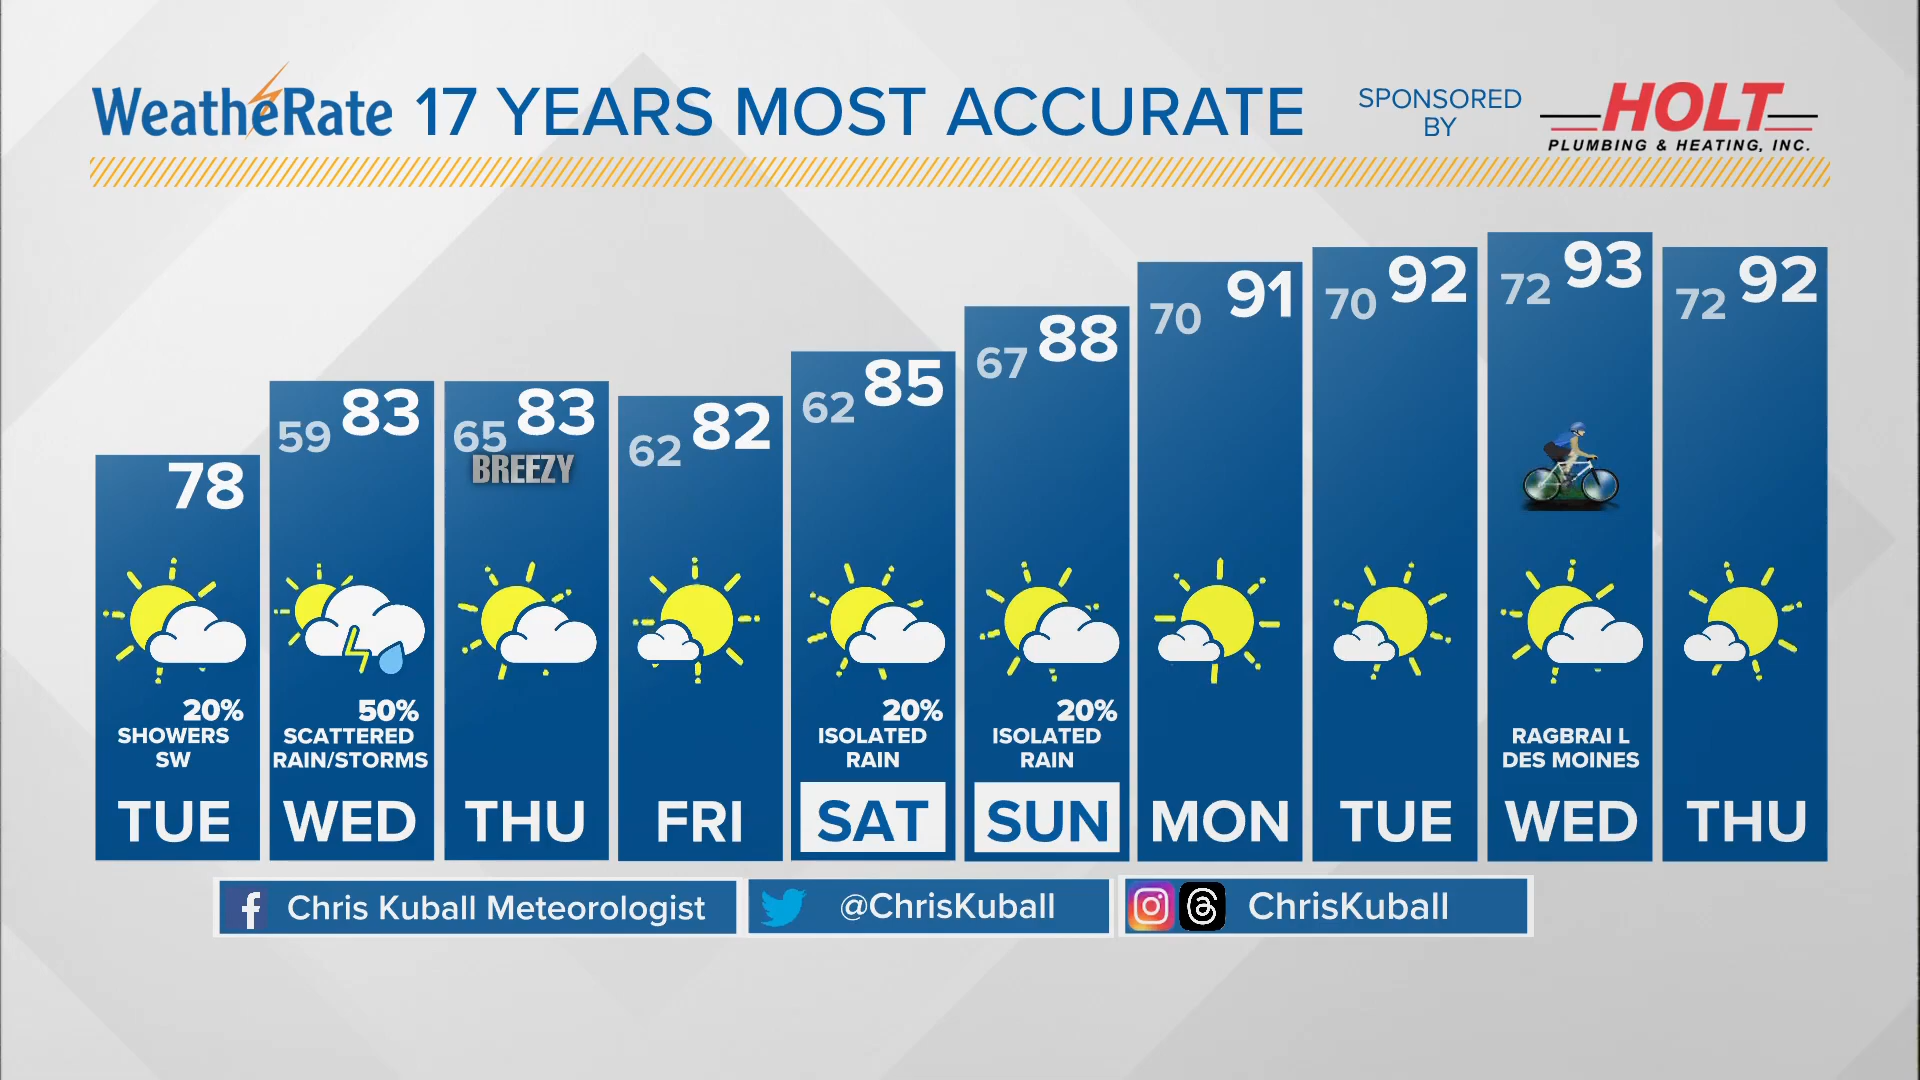 WeatheRate 17 YEARS MOST ACCURATE
SPONSORED
BY
HOLT
PLUMBING & HEATING, INC.
78
20%
SHOWERS
SW
TUE
59 83
50%
SCATTERED
RAIN/STORMS
WED
65 83
BREEZY
THU
62 82
FRI
62 85
20%
ISOLATED
RAIN
SAT
67 88
20%
ISOLATED
RAIN
SUN
70 91
MON
70 92
TUE
72 93
RAGBRAI L
DES MOINES
WED
72 92
THU
Chris Kuball Meteorologist
@ChrisKuball
ChrisKuball